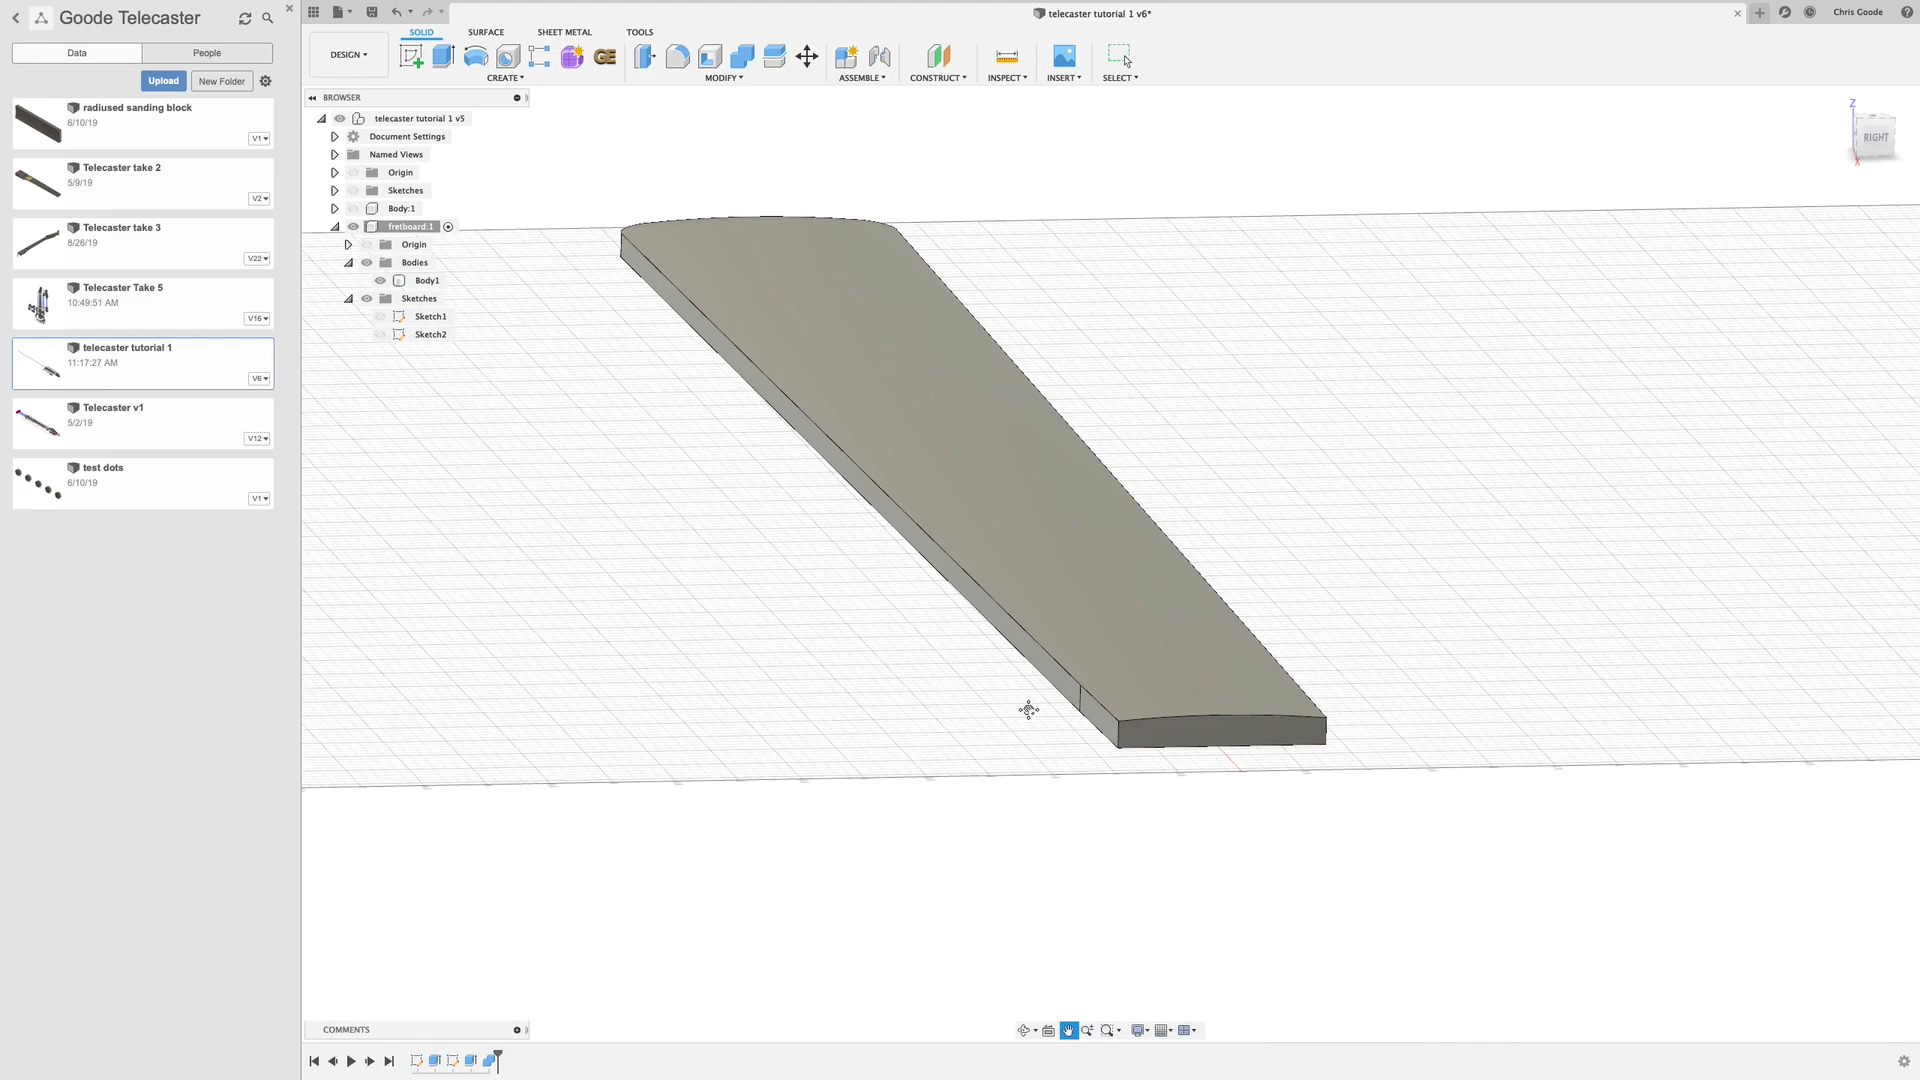 Goode Telecaster
Data
People
Upload
New Folder
radiused sanding block
6/10/19
V1
Telecaster take 2
5/9/19
V2
Telecaster take 3
8/26/19
V22
Telecaster Take 5
10:49:51 AM
V16
telecaster tutorial 1
11:17:27 AM
V6
Telecaster v1
5/2/19
V12
test dots
6/10/19
V1
telecaster tutorial 1 v6*
Chris Goode
DESIGN
SOLID
SURFACE
SHEET METAL
TOOLS
GE
CREATE
MODIFY
ASSEMBLE
CONSTRUCT
INSPECT
INSERT
SELECT
BROWSER
telecaster tutorial 1 v5
Document Settings
Named Views
Origin
Sketches
Body:1
fretboard:1
Origin
Bodies
Body1
Sketches
Sketch1
Sketch2
Z
RIGHT
X
COMMENTS